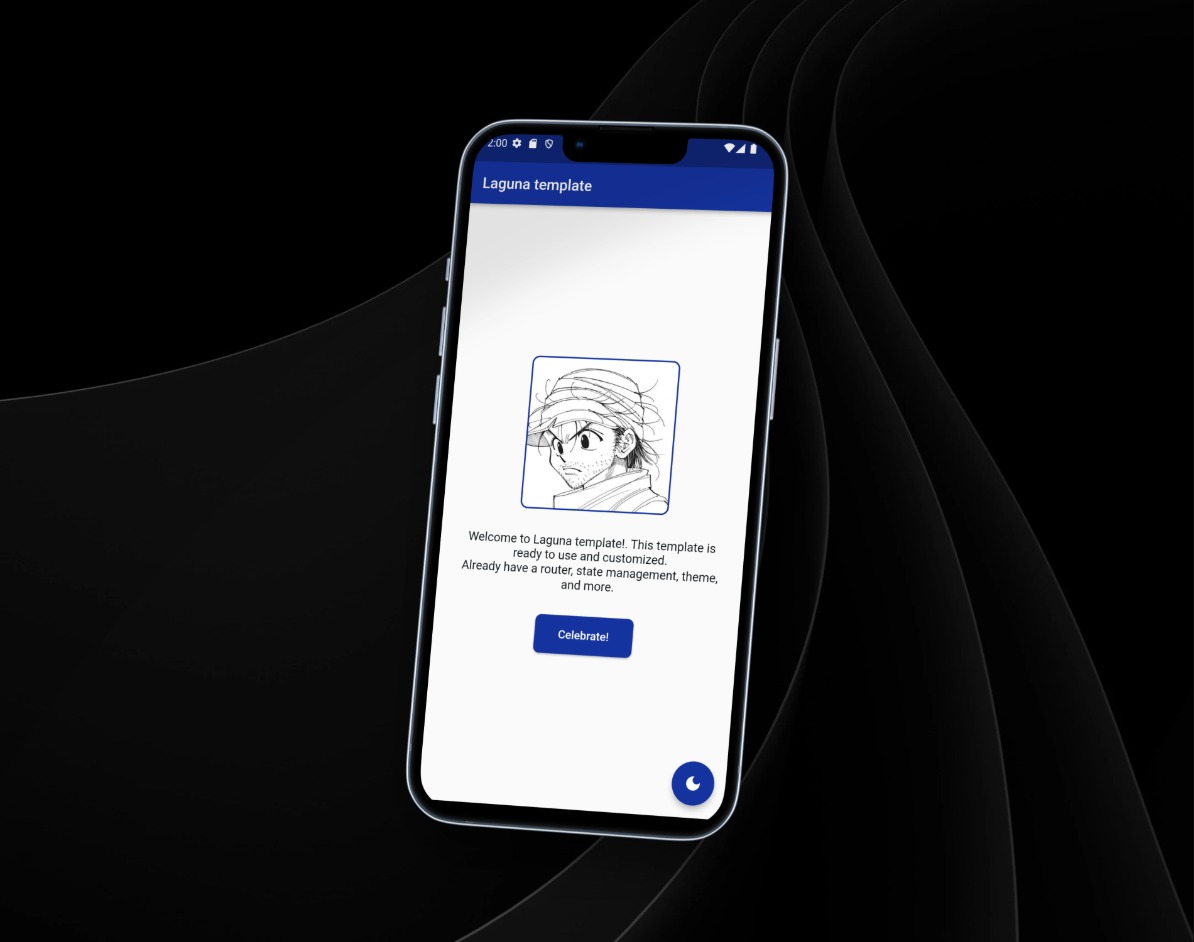 2:00
Laguna template
Welcome to Laguna template!. This template is
ready to use and customized.
Already have a router, state management, theme,
and more.
Celebrate!